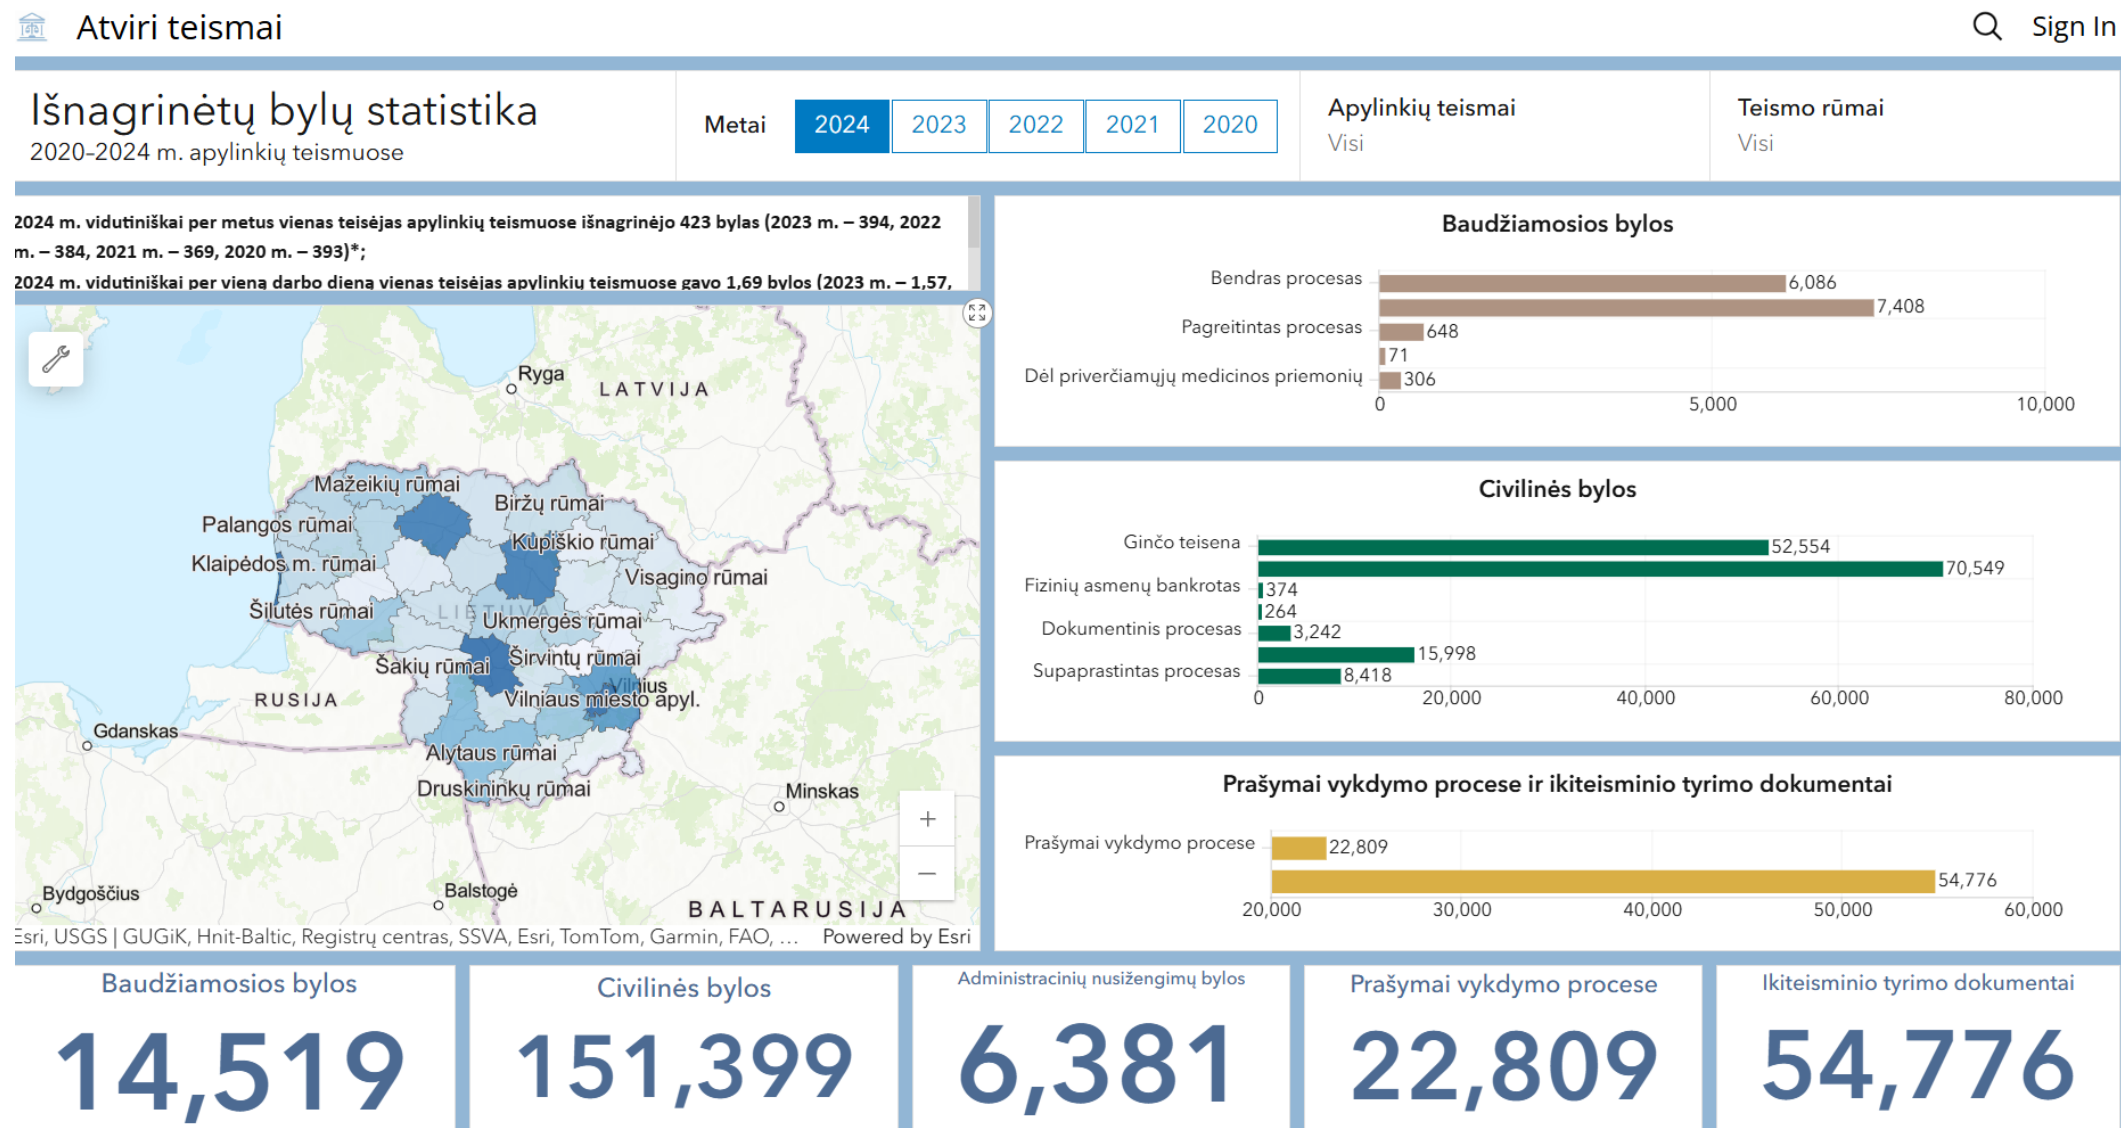 Atviri teismai
Sign In
Išnagrinėtų bylų statistika
2020-2024 m. apylinkių teismuose
Metai
2024
2023
2022
2021
2020
Apylinkių teismai
Visi
Teismo rūmai
Visi
2024 m. vidutiniškai per metus vienas teisėjas apylinkių teismuose išnagrinėjo 423 bylas (2023 m. – 394, 2022
m. – 384, 2021 m. – 369, 2020 m. – 393)*;
2024 m. vidutiniškai per vieną darbo dieną vienas teisėjas apylinkių teismuose gavo 1,69 bylos (2023 m. – 1,57,
Ryga
LATVIJA
Mažeikių rūmai
Biržų rūmai
Palangos rūmai
Kupiškio rūmai
Klaipėdos m. rūmai
Visagino rūmai
Šilutės rūmai
LIETUVA
Ukmergės rūmai
Šakių rūmai
Širvintų rūmai
Vilnius
RUSIJA
Vilniaus miesto apyl.
Gdanskas
Alytaus rūmai
Druskininkų rūmai
Minskas
+
−
Bydgoščius
Balstogė
BALTARUSIJA
Esri, USGS | GUGiK, Hnit-Baltic, Registrų centras, SSVA, Esri, TomTom, Garmin, FAO, ...
Powered by Esri
Baudžiamosios bylos
Bendras procesas
6,086
7,408
Pagreitintas procesas
648
71
Dėl priverčiamųjų medicinos priemonių
306
0
5,000
10,000
Civilinės bylos
Ginčo teisena
52,554
70,549
Fizinių asmenų bankrotas
374
264
Dokumentinis procesas
3,242
15,998
Supaprastintas procesas
8,418
0
20,000
40,000
60,000
80,000
Prašymai vykdymo procese ir ikiteisminio tyrimo dokumentai
Prašymai vykdymo procese
22,809
54,776
20,000
30,000
40,000
50,000
60,000
Baudžiamosios bylos
14,519
Civilinės bylos
151,399
Administracinių nusižengimų bylos
6,381
Prašymai vykdymo procese
22,809
Ikiteisminio tyrimo dokumentai
54,776